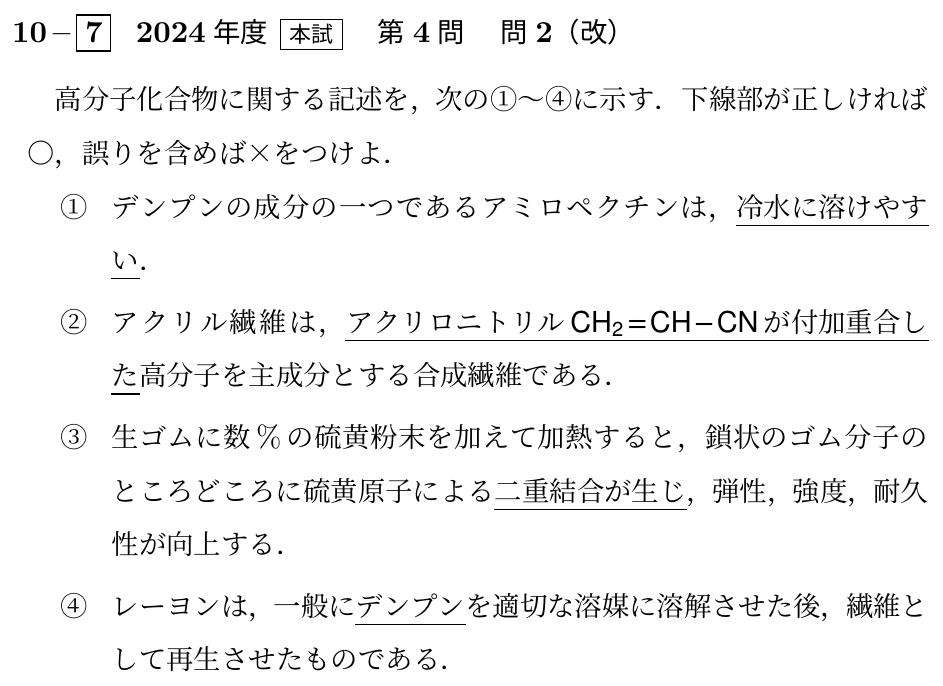 10-7 2024 年度 本試 第 4 問 問 2（改）
高分子化合物に関する記述を，次の①〜④に示す．下線部が正しければ
○，誤りを含めば×をつけよ．
① デンプンの成分の一つであるアミロペクチンは，冷水に溶けやす
い．
② アクリル繊維は，アクリロニトリル CH₂=CH−CN が付加重合し
た高分子を主成分とする合成繊維である．
③ 生ゴムに数 % の硫黄粉末を加えて加熱すると，鎖状のゴム分子の
ところどころに硫黄原子による二重結合が生じ，弾性，強度，耐久
性が向上する．
④ レーヨンは，一般にデンプンを適切な溶媒に溶解させた後，繊維と
して再生させたものである．